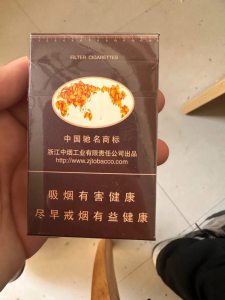 FILTER CIGARETTES
中国驰名商标
浙江中烟工业有限责任公司出品
http://www.zjtobacco.com
吸烟有害健康
尽早戒烟有益健康